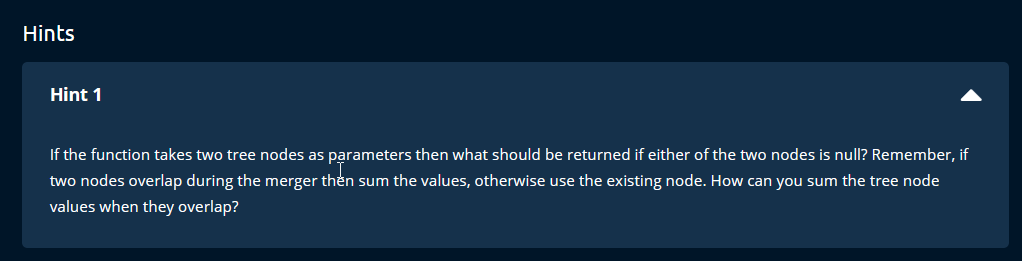 Hints
Hint 1
If the function takes two tree nodes as parameters then what should be returned if either of the two nodes is null? Remember, if
two nodes overlap during the merger then sum the values, otherwise use the existing node. How can you sum the tree node
values when they overlap?